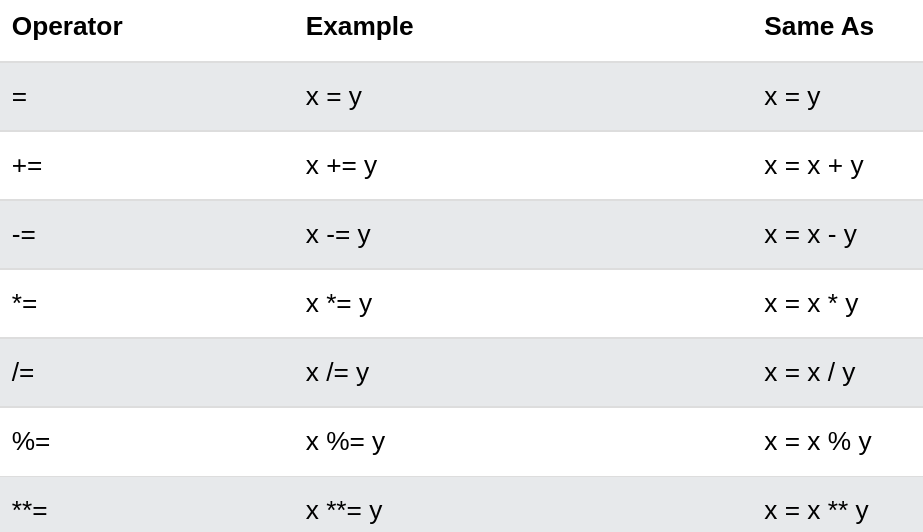 Operator Example Same As
= x = y x = y
+= x += y x = x + y
-= x -= y x = x - y
*= x *= y x = x * y
/= x /= y x = x / y
%= x %= y x = x % y
**= x **= y x = x ** y